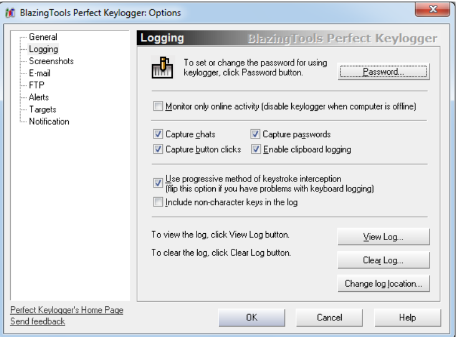 BlazingTools Perfect Keylogger: Options
General
Logging
Screenshots
E-mail
FTP
Alerts
Targets
Notification
Logging
BlazingTools Perfect Keylogger
To set or change the password for using
keylogger, click Password button.
Password...
Monitor only online activity (disable keylogger when computer is offline)
Capture chats
Capture passwords
Capture button clicks
Enable clipboard logging
Use progressive method of keystroke interception
(flip this option if you have problems with keyboard logging)
Include non-character keys in the log
To view the log, click View Log button.
View Log...
To clear the log, click Clear Log button.
Clear Log...
Change log location...
Perfect Keylogger's Home Page
Send feedback
OK
Cancel
Help